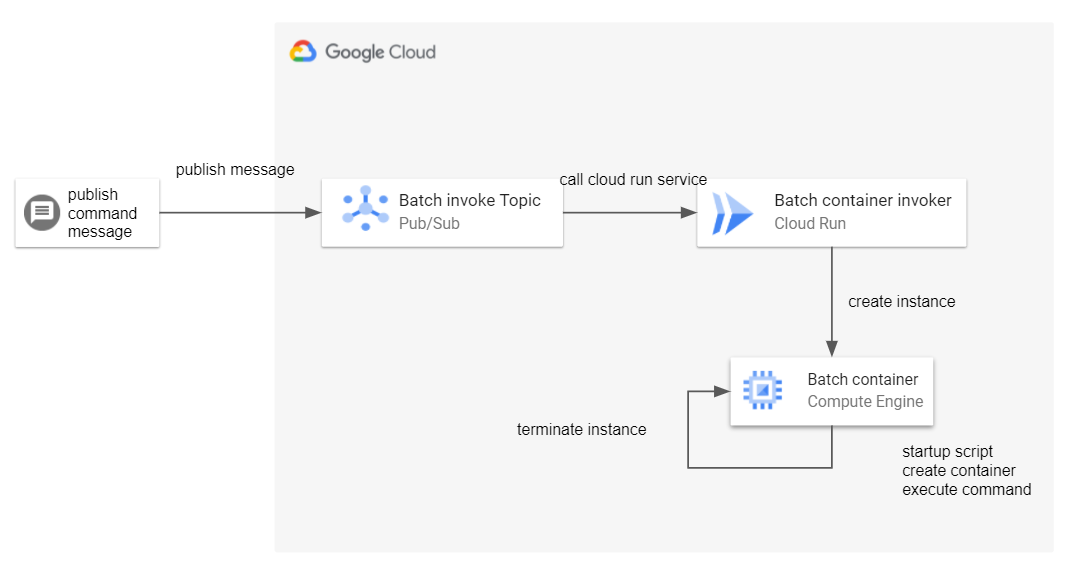 Google Cloud
publish message
publish
command
message
call cloud run service
Batch invoke Topic
Pub/Sub
Batch container invoker
Cloud Run
create instance
Batch container
Compute Engine
terminate instance
startup script
create container
execute command